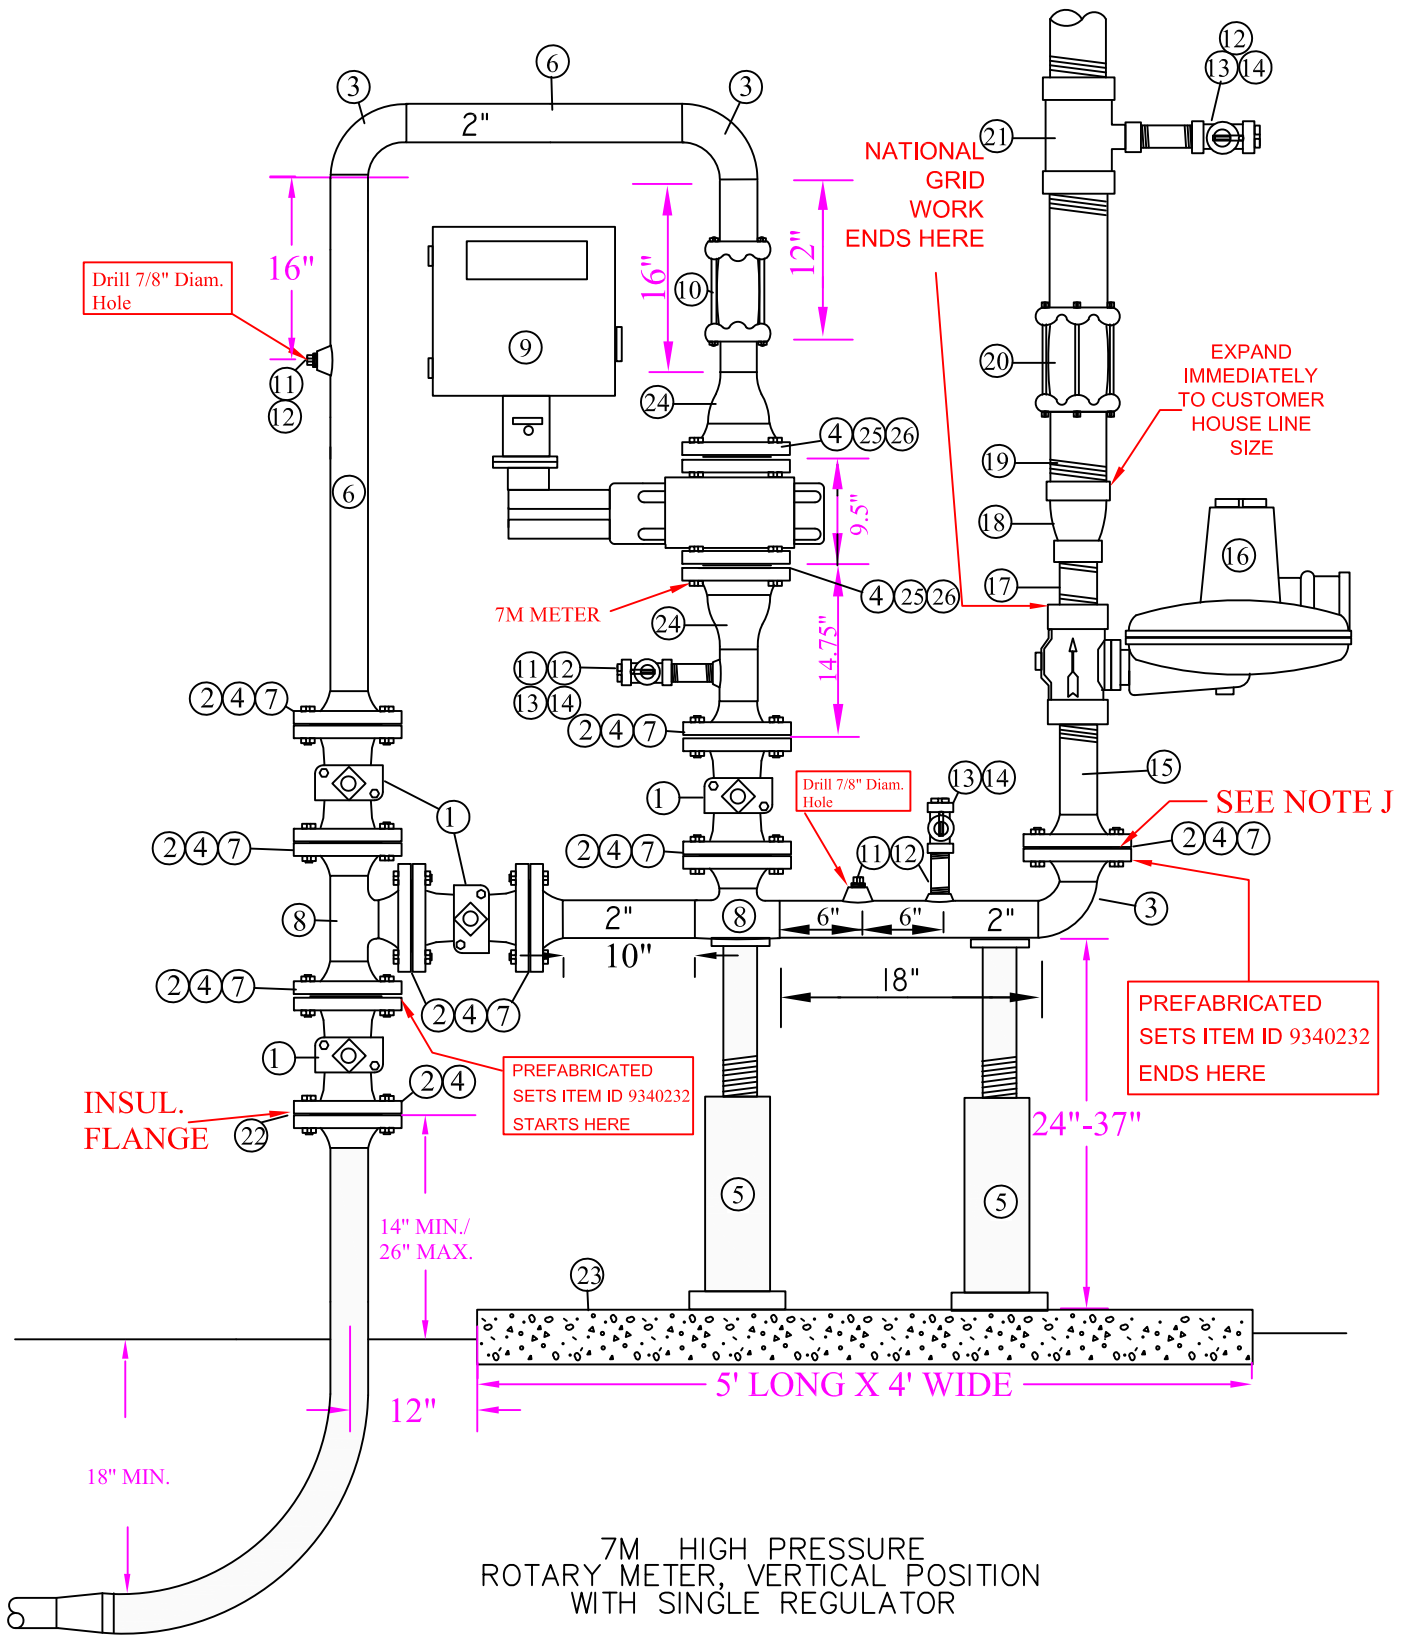 6
3
3
2"
12
13 14
21
NATIONAL
GRID
WORK
ENDS HERE
16"
16"
12"
Drill 7/8" Diam.
Hole
10
9
11
12
20
EXPAND
IMMEDIATELY
TO CUSTOMER
HOUSE LINE
SIZE
24
4 25 26
19
6
9.5"
18
16
17
4 25 26
7M METER
24
14.75"
11 12
13 14
2 4 7
2 4 7
15
1
1
Drill 7/8" Diam.
Hole
13 14
SEE NOTE J
2 4 7
2 4 7
2 4 7
11 12
8
2"
8
6"
6"
2"
3
10"
18"
2 4 7
2 4 7
PREFABRICATED
SETS ITEM ID 9340232
ENDS HERE
1
PREFABRICATED
SETS ITEM ID 9340232
STARTS HERE
2 4
INSUL.
FLANGE
22
24"-37"
5
5
14" MIN./
26" MAX.
23
5' LONG X 4' WIDE
12"
18" MIN.
7M HIGH PRESSURE
ROTARY METER, VERTICAL POSITION
WITH SINGLE REGULATOR